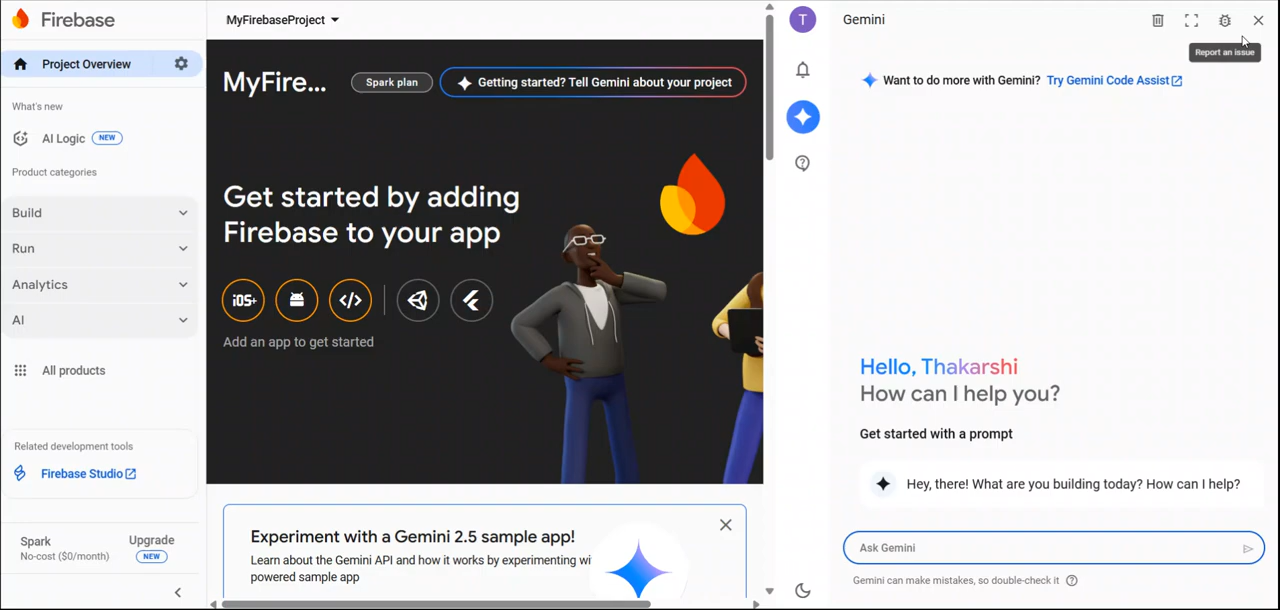 Firebase
Project Overview
What's new
AI Logic NEW
Product categories
Build
Run
Analytics
AI
All products
Related development tools
Firebase Studio
Spark
No-cost ($0/month)
Upgrade
NEW
MyFirebaseProject
MyFire...
Spark plan
Getting started? Tell Gemini about your project
Get started by adding
Firebase to your app
iOS+
Add an app to get started
Experiment with a Gemini 2.5 sample app!
Learn about the Gemini API and how it works by experimenting wi
powered sample app
T
Gemini
Report an issue
Want to do more with Gemini? Try Gemini Code Assist
Hello, Thakarshi
How can I help you?
Get started with a prompt
Hey, there! What are you building today? How can I help?
Ask Gemini
Gemini can make mistakes, so double-check it